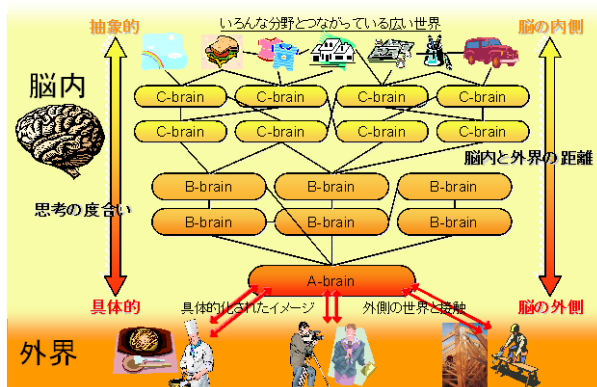 いろんな分野とつながっている広い世界
抽象的
脳の内側
脳内
C-brain
C-brain
C-brain
C-brain
C-brain
C-brain
C-brain
C-brain
脳内と外界の距離
B-brain
B-brain
B-brain
思考の度合い
B-brain
B-brain
B-brain
A-brain
具体的
具体的化されたイメージ
外側の世界と接触
脳の外側
外界